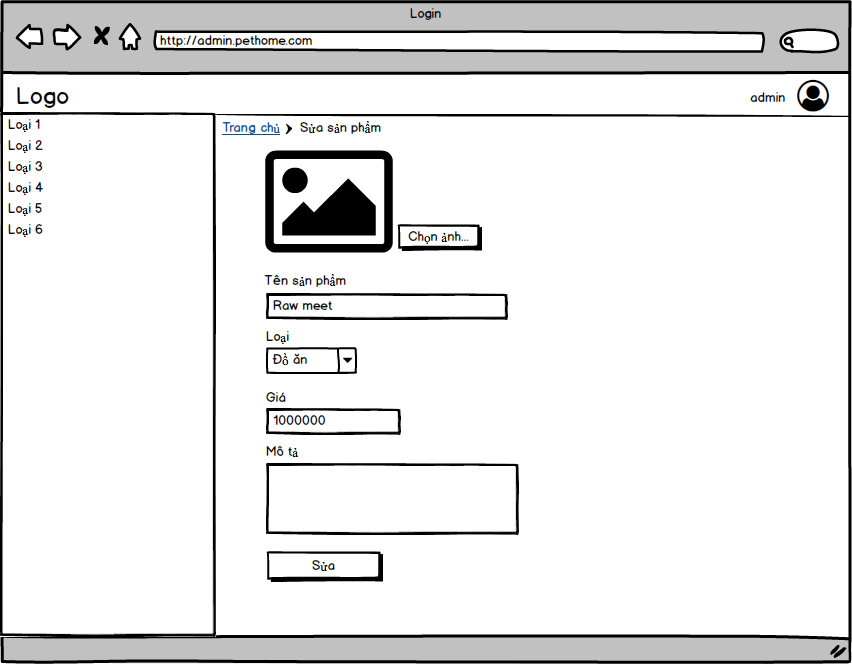 Login
http://admin.pethome.com
Logo
admin
Loại 1
Loại 2
Loại 3
Loại 4
Loại 5
Loại 6
Trang chủ > Sửa sản phẩm
Chọn ảnh...
Tên sản phẩm
Raw meet
Loại
Đồ ăn
Giá
1000000
Mô tả
Sửa